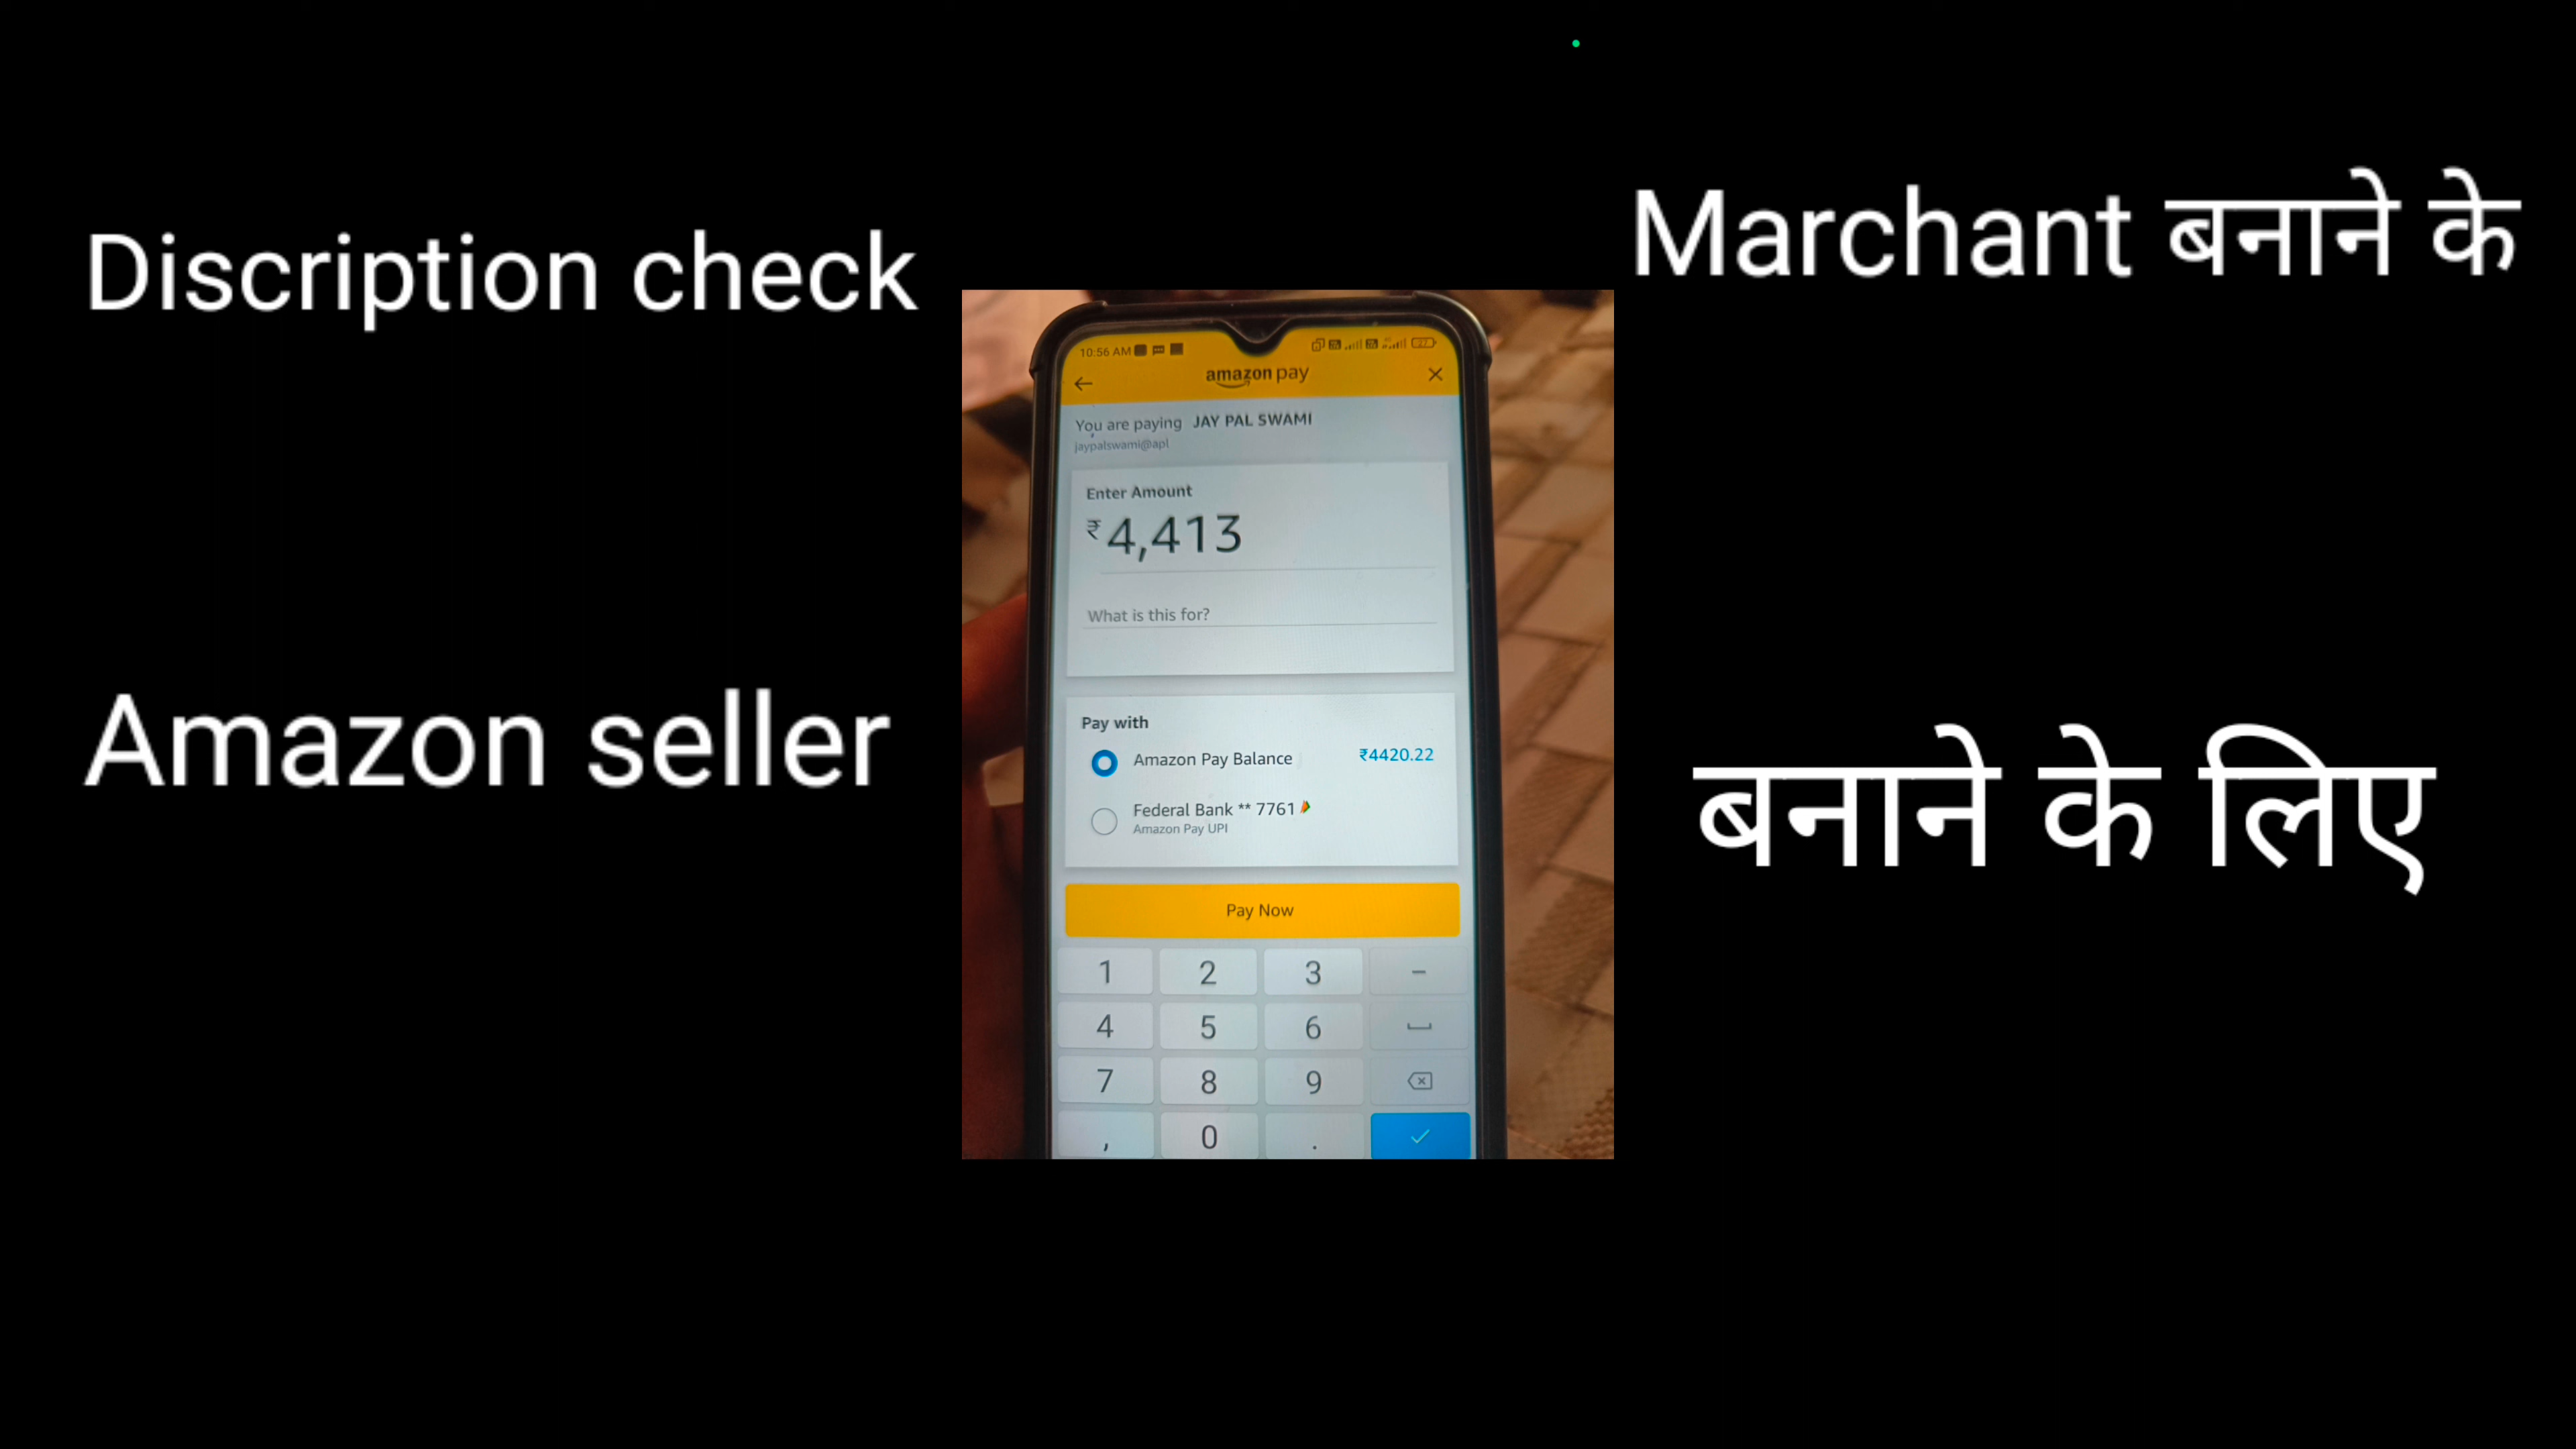 Discription check
Marchant बनाने के
Amazon seller
बनाने के लिए
10:56 AM
amazon pay
You are paying JAY PAL SWAMI
jaypalswami@apl
Enter Amount
₹4,413
What is this for?
Pay with
Amazon Pay Balance ₹4420.22
Federal Bank ** 7761
Amazon Pay UPI
Pay Now
1 2 3 -
4 5 6
7 8 9
, 0 .